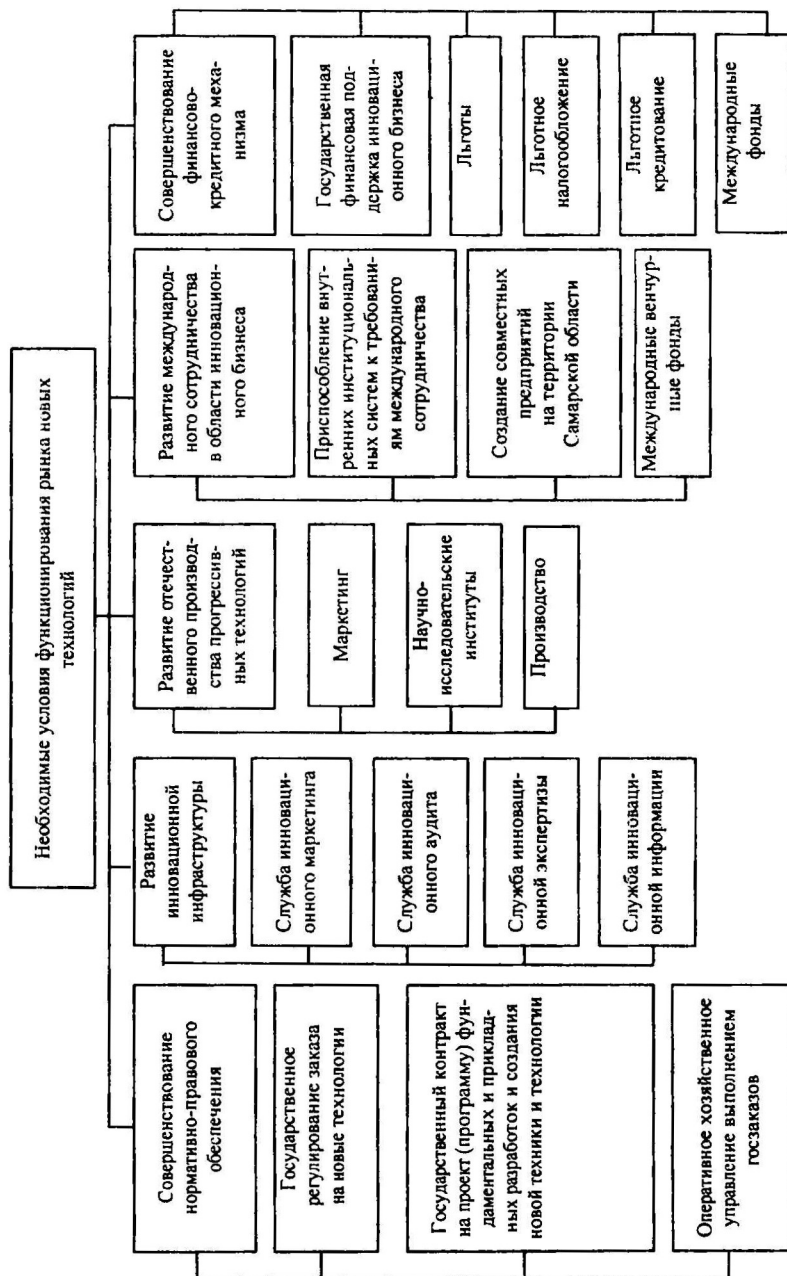 Необходимые условия функционирования рынка новых
технологий
Совершенствование
нормативно-правового
обеспечения
Государственное
регулирование заказа
на новые технологии
Государственный контракт
на проект (программу) фун-
даментальных и приклад-
ных разработок и создания
новой техники и технологии
Оперативное хозяйственное
управление выполнением
госзаказов
Развитие
инновационной
инфраструктуры
Служба инноваци-
онного маркетинга
Служба инноваци-
онного аудита
Служба инноваци-
онной экспертизы
Служба инноваци-
онной информации
Развитие отечест-
венного производ-
ства прогрессив-
ных технологий
Маркетинг
Научно-
исследовательские
институты
Производство
Развитие международ-
ного сотрудничества
в области инновацион-
ного бизнеса
Приспособление внут-
ренних институциональ-
ных систем к требовани-
ям международного
сотрудничества
Создание совместных
предприятий
на территории
Самарской области
Международные венчур-
ные фонды
Совершенствование
финансово-
кредитного меха-
низма
Государственная
финансовая под-
держка инноваци-
онного бизнеса
Льготы
Льготное
налогообложение
Льготное
кредитование
Международные
фонды